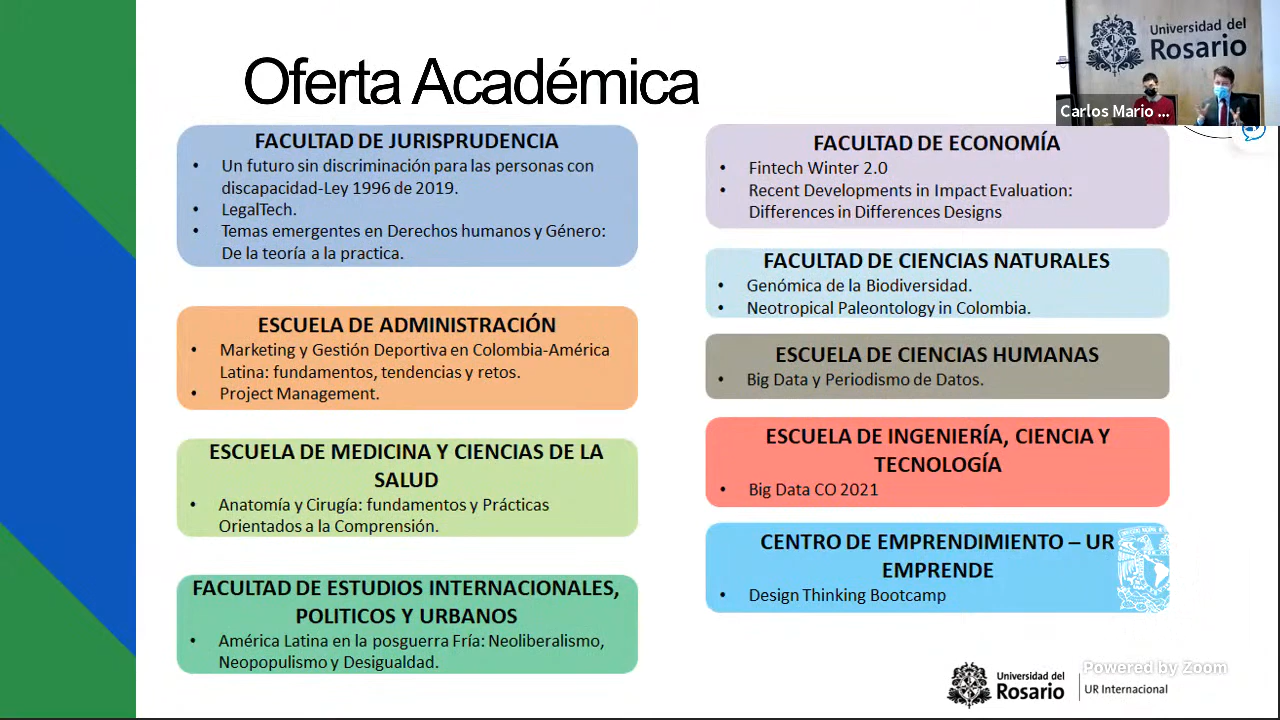 Oferta Académica
Universidad del
Rosario
Carlos Mario ...
FACULTAD DE JURISPRUDENCIA
• Un futuro sin discriminación para las personas con
discapacidad-Ley 1996 de 2019.
• LegalTech.
• Temas emergentes en Derechos humanos y Género:
De la teoría a la practica.
ESCUELA DE ADMINISTRACIÓN
• Marketing y Gestión Deportiva en Colombia-América
Latina: fundamentos, tendencias y retos.
• Project Management.
ESCUELA DE MEDICINA Y CIENCIAS DE LA
SALUD
• Anatomía y Cirugía: fundamentos y Prácticas
Orientados a la Comprensión.
FACULTAD DE ESTUDIOS INTERNACIONALES,
POLITICOS Y URBANOS
• América Latina en la posguerra Fría: Neoliberalismo,
Neopopulismo y Desigualdad.
FACULTAD DE ECONOMÍA
• Fintech Winter 2.0
• Recent Developments in Impact Evaluation:
Differences in Differences Designs
FACULTAD DE CIENCIAS NATURALES
• Genómica de la Biodiversidad.
• Neotropical Paleontology in Colombia.
ESCUELA DE CIENCIAS HUMANAS
• Big Data y Periodismo de Datos.
ESCUELA DE INGENIERÍA, CIENCIA Y
TECNOLOGÍA
• Big Data CO 2021
CENTRO DE EMPRENDIMIENTO – UR
EMPRENDE
• Design Thinking Bootcamp
Powered by Zoom
Universidad del
Rosario
UR Internacional